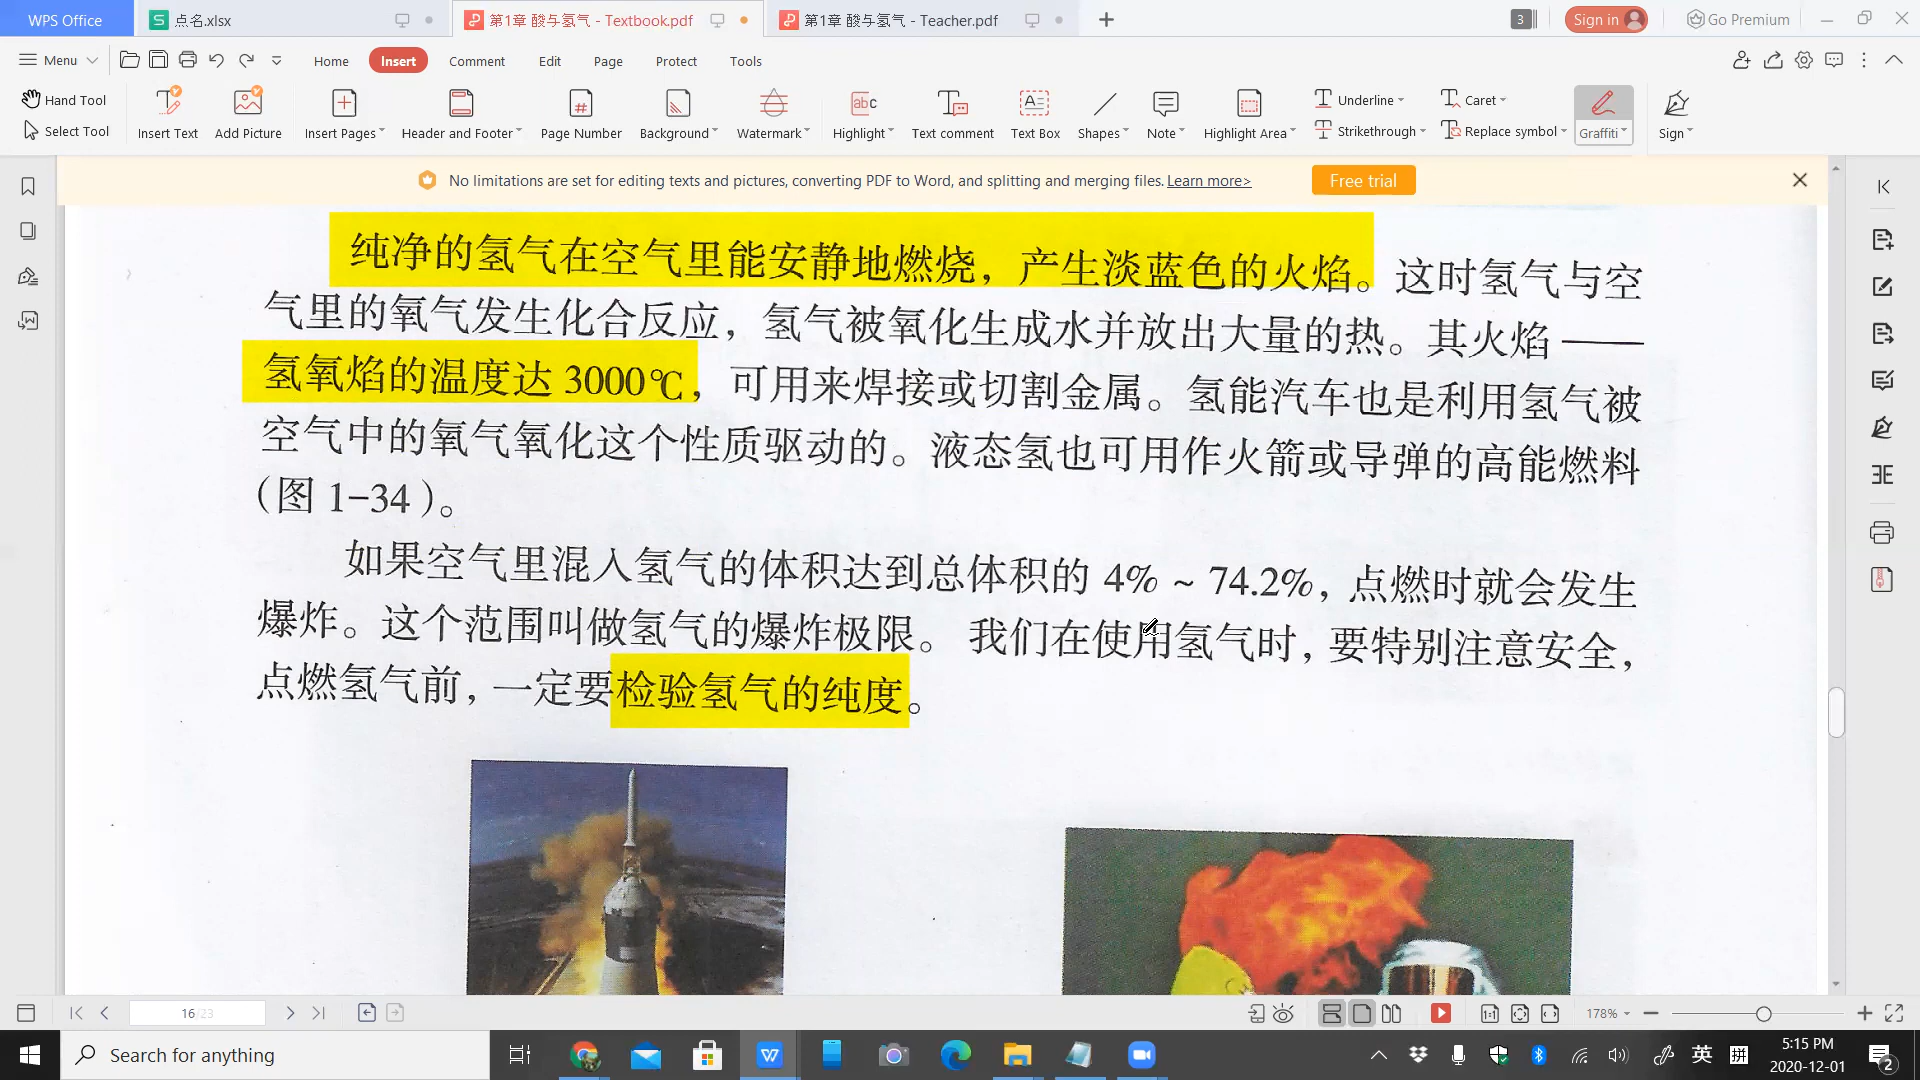 WPS Office
点名.xlsx
第1章 酸与氢气 - Textbook.pdf
第1章 酸与氢气 - Teacher.pdf
3
Sign in
Go Premium
Menu
Home
Insert
Comment
Edit
Page
Protect
Tools
Hand Tool
Select Tool
Insert Text
Add Picture
Insert Pages
Header and Footer
Page Number
Background
Watermark
Highlight
Text comment
Text Box
Shapes
Note
Highlight Area
Underline
Strikethrough
Caret
Replace symbol
Graffiti
Sign
No limitations are set for editing texts and pictures, converting PDF to Word, and splitting and merging files. Learn more>
Free trial
纯净的氢气在空气里能安静地燃烧，产生淡蓝色的火焰。这时氢气与空
气里的氧气发生化合反应，氢气被氧化生成水并放出大量的热。其火焰——
氢氧焰的温度达 3000℃，可用来焊接或切割金属。氢能汽车也是利用氢气被
空气中的氧气氧化这个性质驱动的。液态氢也可用作火箭或导弹的高能燃料
（图 1-34）。
如果空气里混入氢气的体积达到总体积的 4% ~ 74.2%，点燃时就会发生
爆炸。这个范围叫做氢气的爆炸极限。我们在使用氢气时，要特别注意安全，
点燃氢气前，一定要检验氢气的纯度。
16/23
178%
Search for anything
英
拼
5:15 PM
2020-12-01
2